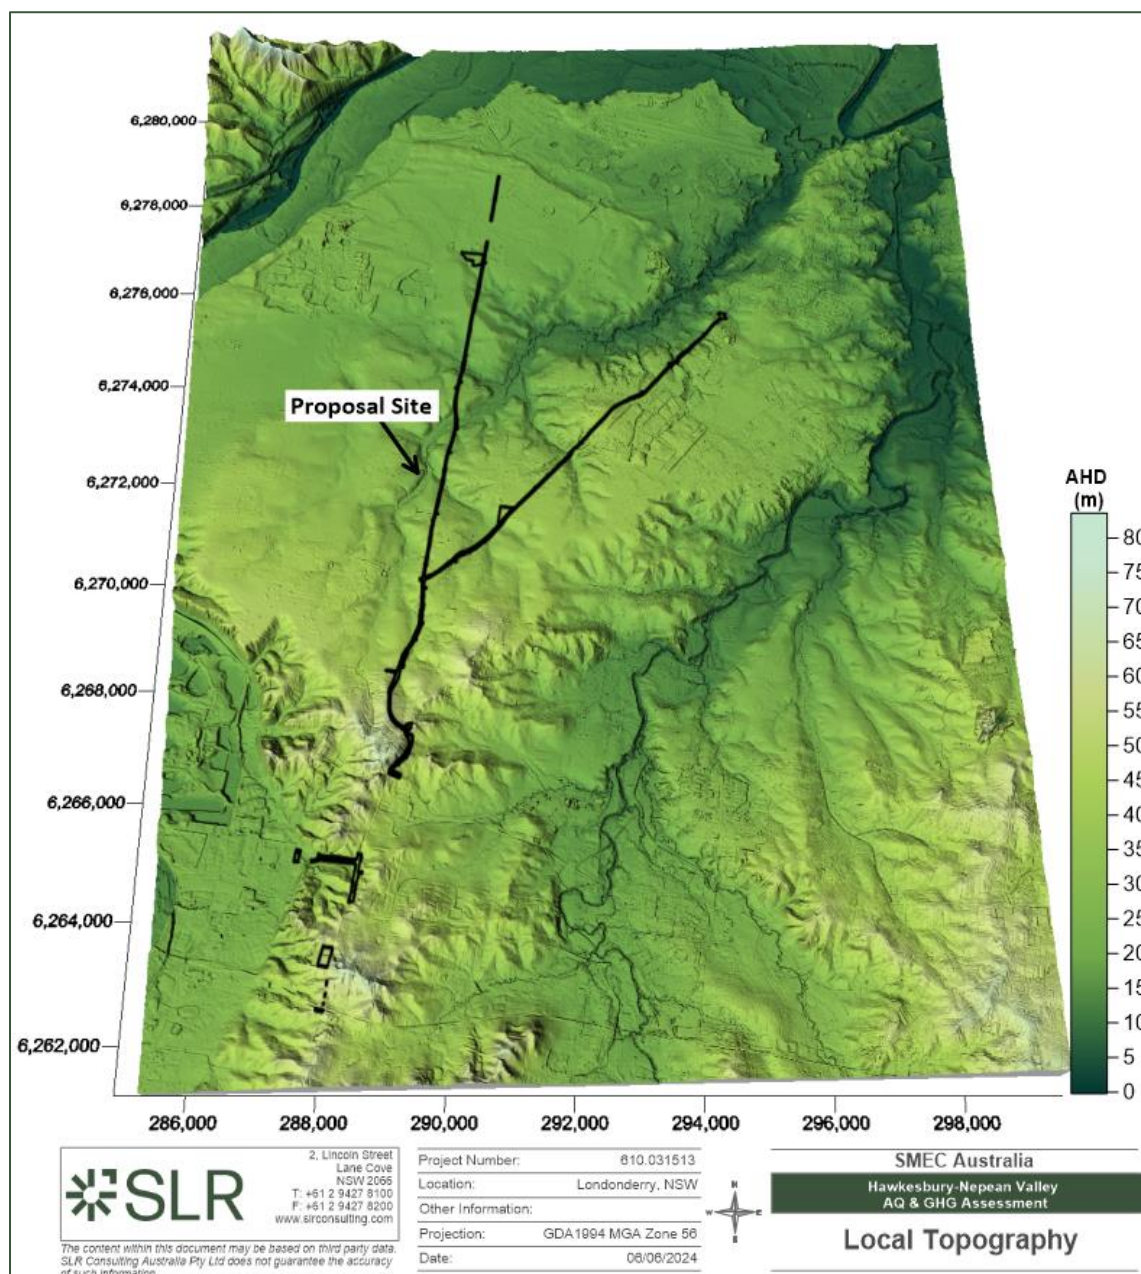 6,280,000
6,278,000
6,276,000
6,274,000
Proposal Site
6,272,000
6,270,000
6,268,000
6,266,000
6,264,000
6,262,000
AHD
(m)
80
75
70
65
60
55
50
45
40
35
30
25
20
15
10
5
0
286,000 288,000 290,000 292,000 294,000 296,000 298,000
SLR
2, Lincoln Street
Lane Cove
NSW 2066
T: +61 2 9427 8100
F: +61 2 9427 8200
www.slrconsulting.com
The content within this document may be based on third party data.
SLR Consulting Australia Pty Ltd does not guarantee the accuracy
of such information.
Project Number: 610.031513
Location: Londonderry, NSW
Other Information:
Projection: GDA1994 MGA Zone 56
Date: 06/06/2024
N
W E
S
SMEC Australia
Hawkesbury-Nepean Valley
AQ & GHG Assessment
Local Topography